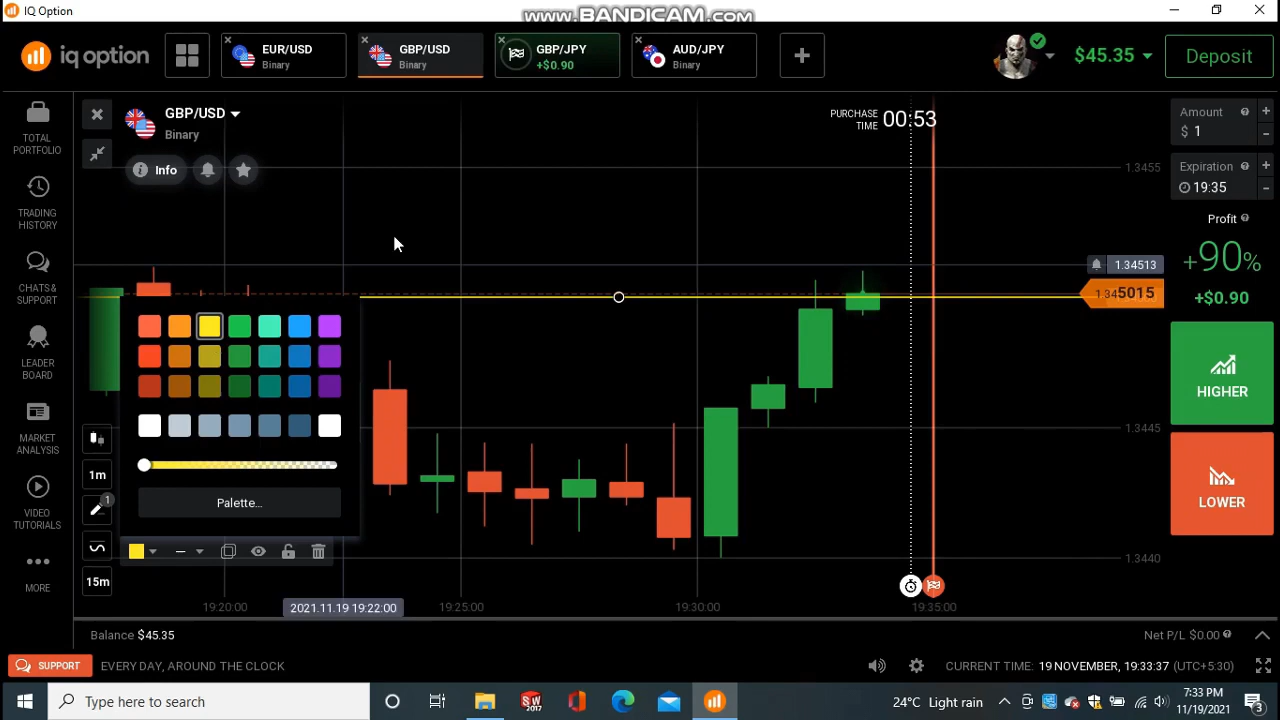 IQ Option
www.BANDICAM.com
iq option
EUR/USD
Binary
GBP/USD
Binary
GBP/JPY
+$0.90
AUD/JPY
Binary
$45.35
Deposit
TOTAL
PORTFOLIO
TRADING
HISTORY
CHATS &
SUPPORT
LEADER
BOARD
MARKET
ANALYSIS
VIDEO
TUTORIALS
MORE
GBP/USD
Binary
Info
PURCHASE
TIME
00:53
1.3455
1.34513
1.345015
1.3445
1.3440
Palette...
1m
1
15m
19:20:00
2021.11.19 19:22:00
19:25:00
19:30:00
19:35:00
Amount
$ 1
Expiration
19:35
Profit
+90%
+$0.90
HIGHER
LOWER
Balance $45.35
Net P/L $0.00
SUPPORT
EVERY DAY, AROUND THE CLOCK
CURRENT TIME: 19 NOVEMBER, 19:33:37 (UTC+5:30)
Type here to search
SW
2017
24°C Light rain
7:33 PM
11/19/2021
3